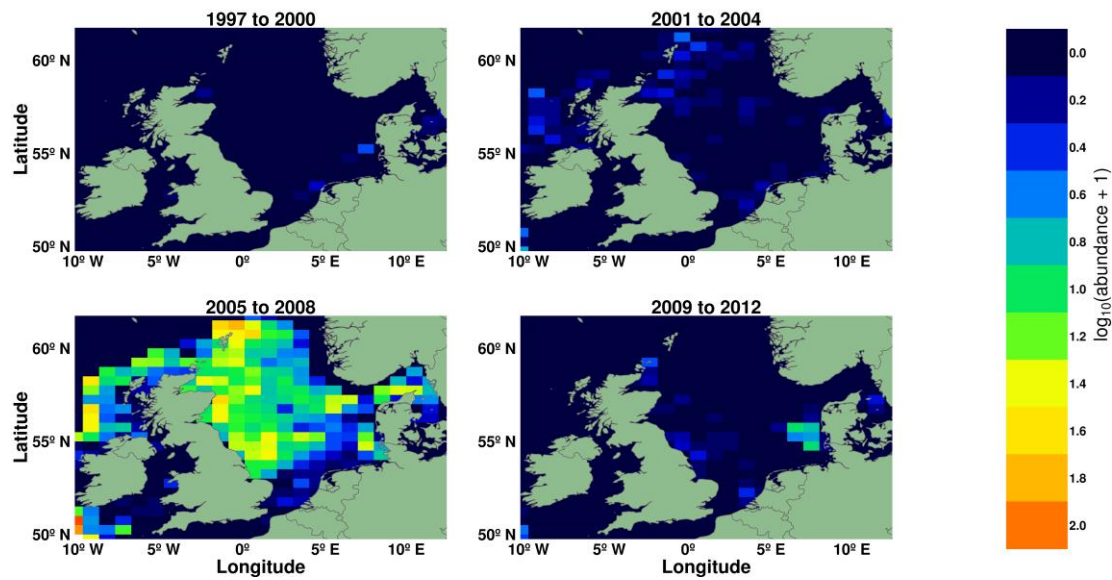 1997 to 2000
60º N
55º N
50º N
Latitude
10º W
5º W
0º
5º E
10º E
2001 to 2004
60º N
55º N
50º N
10º W
5º W
0º
5º E
10º E
2005 to 2008
60º N
55º N
50º N
Latitude
10º W
5º W
0º
5º E
10º E
Longitude
2009 to 2012
60º N
55º N
50º N
10º W
5º W
0º
5º E
10º E
Longitude
0.0
0.2
0.4
0.6
0.8
1.0
1.2
1.4
1.6
1.8
2.0
log10(abundance + 1)